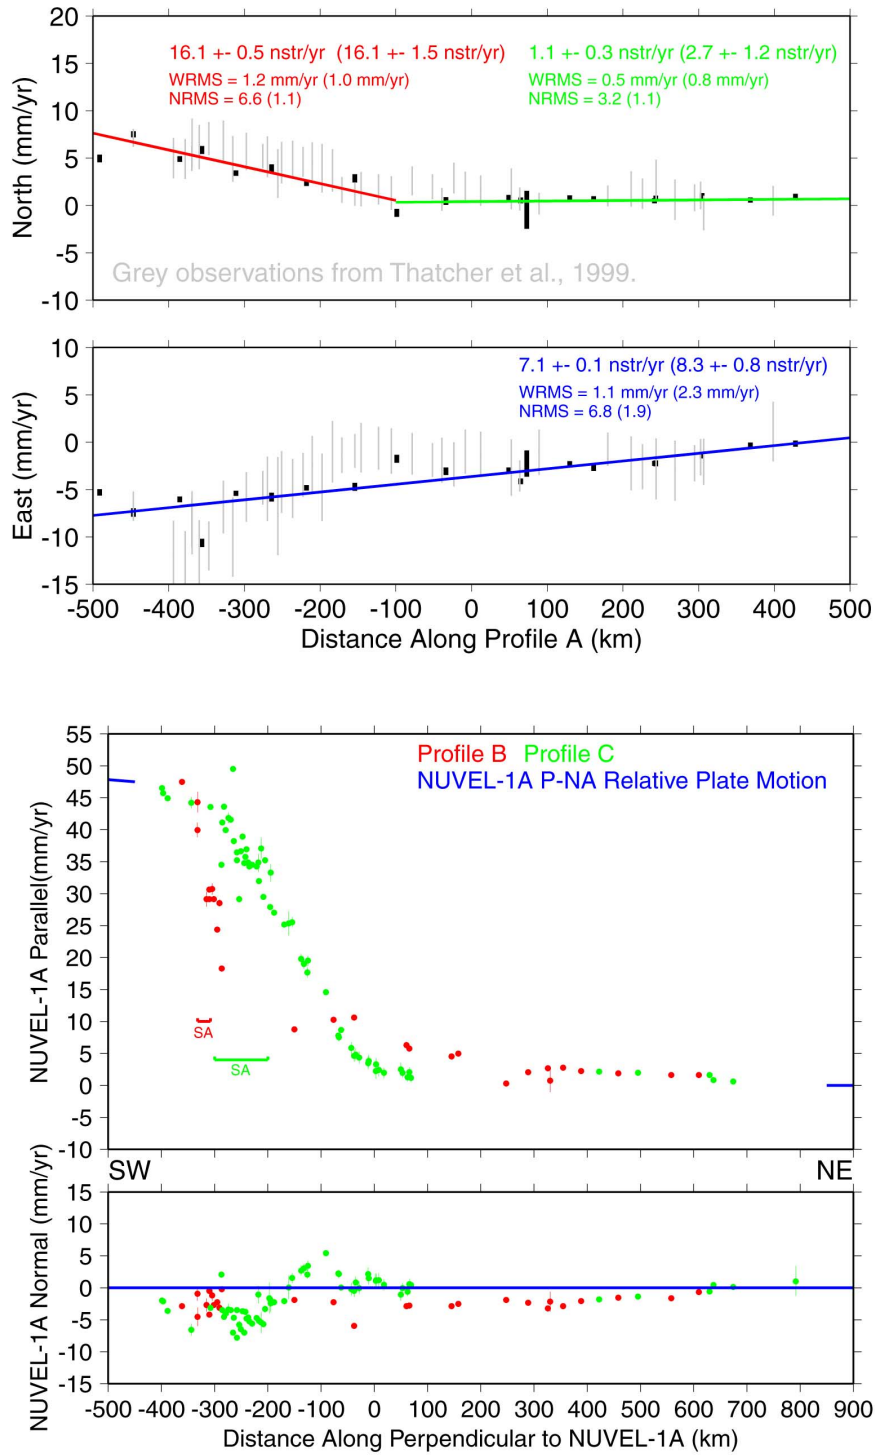 20
15
10
5
0
-5
-10
North (mm/yr)
16.1 +- 0.5 nstr/yr (16.1 +- 1.5 nstr/yr)
WRMS = 1.2 mm/yr (1.0 mm/yr)
NRMS = 6.6 (1.1)
1.1 +- 0.3 nstr/yr (2.7 +- 1.2 nstr/yr)
WRMS = 0.5 mm/yr (0.8 mm/yr)
NRMS = 3.2 (1.1)
Grey observations from Thatcher et al., 1999.
10
5
0
-5
-10
-15
East (mm/yr)
7.1 +- 0.1 nstr/yr (8.3 +- 0.8 nstr/yr)
WRMS = 1.1 mm/yr (2.3 mm/yr)
NRMS = 6.8 (1.9)
-500 -400 -300 -200 -100 0 100 200 300 400 500
Distance Along Profile A (km)
55
50
45
40
35
30
25
20
15
10
5
0
-5
-10
NUVEL-1A Parallel(mm/yr)
Profile B Profile C
NUVEL-1A P-NA Relative Plate Motion
SA
SA
SW NE
15
10
5
0
-5
-10
-15
NUVEL-1A Normal (mm/yr)
-500 -400 -300 -200 -100 0 100 200 300 400 500 600 700 800 900
Distance Along Perpendicular to NUVEL-1A (km)